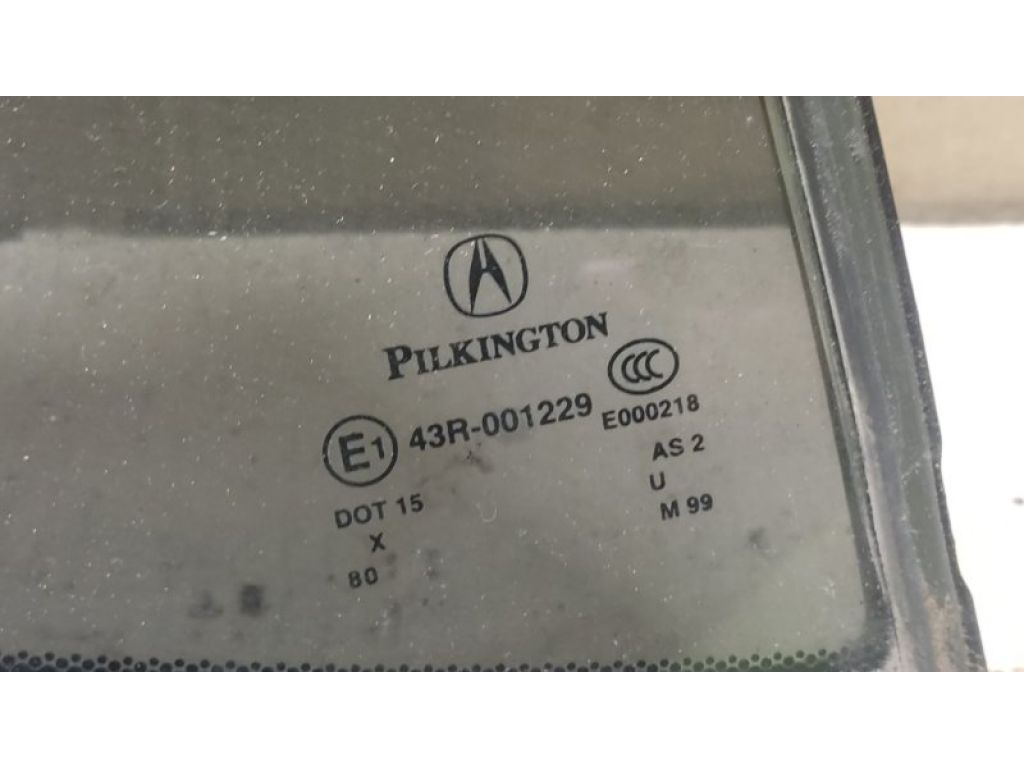 PILKINGTON
CCC
E1 43R-001229 E000218
DOT 15 AS 2
X U
80 M 99